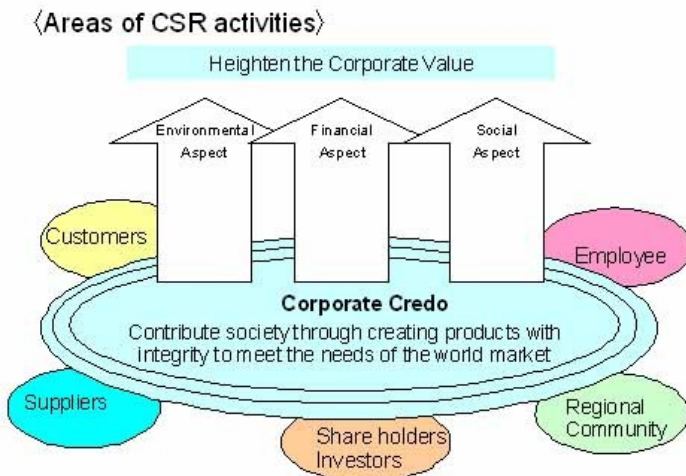 〈Areas of CSR activities〉
Heighten the Corporate Value
Environmental
Aspect
Financial
Aspect
Social
Aspect
Customers
Employee
Corporate Credo
Contribute society through creating products with
integrity to meet the needs of the world market
Suppliers
Share holders
Investors
Regional
Community